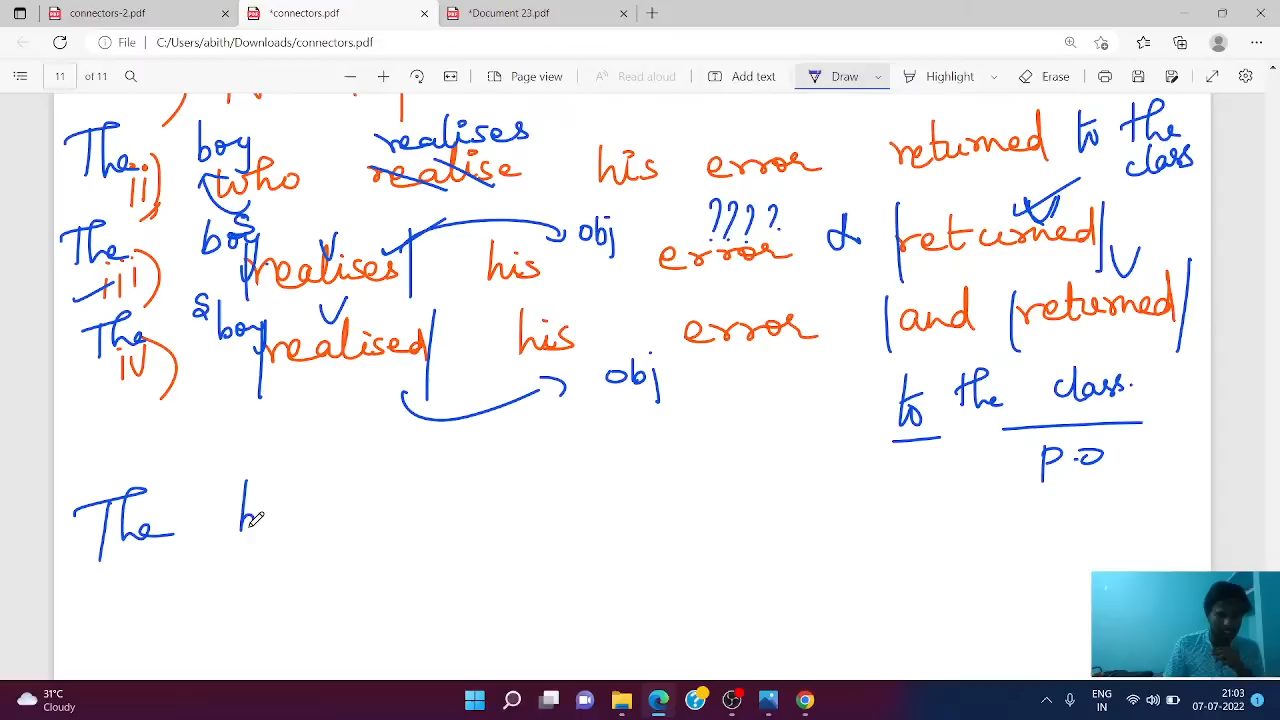 connectors-2.pdf
*connectors.pdf
*Document 23.pdf
File C:/Users/abith/Downloads/connectors.pdf
11 of 11
Page view
Read aloud
Add text
Draw
Highlight
Erase
The boy realises
ii) who realise his error returned to the class
S V obj ???? V
The boy
iii) realises his error & returned
S V
The boy
iv) realised his error and returned
obj
to the class.
p.o
The b
31°C
Cloudy
ENG
IN
21:03
07-07-2022
1